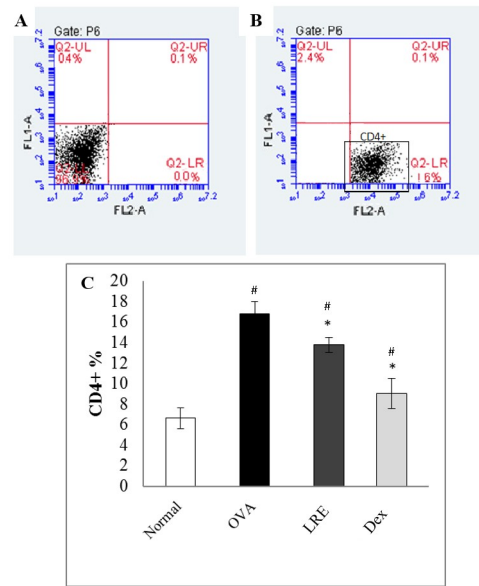 A
Gate: P6
Q2-UL
04%
Q2-UR
0.1%
Q2-LR
0.0%
FL1-A
FL2-A
B
Gate: P6
Q2-UL
2.4%
Q2-UR
0.1%
CD4+
Q2-LR
16%
FL1-A
FL2-A
C
CD4+ %
20
18
16
14
12
10
8
6
4
2
0
#
#
*
#
*
Normal
OVA
LRE
Dex